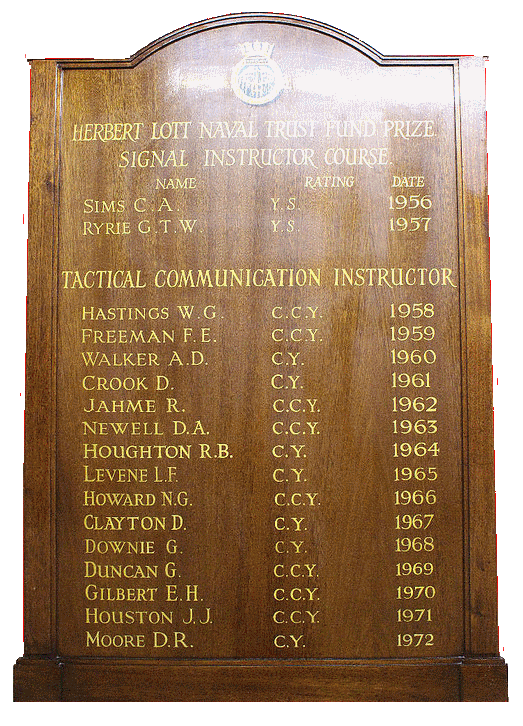 HERBERT LOTT NAVAL TRUST FUND PRIZE
SIGNAL INSTRUCTOR COURSE.
NAME RATING DATE
SIMS C. A. Y.S. 1956
RYRIE G.T.W. Y.S. 1957
TACTICAL COMMUNICATION INSTRUCTOR
HASTINGS W.G. C.C.Y. 1958
FREEMAN F.E. C.C.Y. 1959
WALKER A.D. C.Y. 1960
CROOK D. C.Y. 1961
JAHME R. C.C.Y. 1962
NEWELL D.A. C.C.Y. 1963
HOUGHTON R.B. C.Y. 1964
LEVENE L.F. C.Y. 1965
HOWARD N.G. C.C.Y. 1966
CLAYTON D. C.Y. 1967
DOWNIE G. C.Y. 1968
DUNCAN G. C.C.Y. 1969
GILBERT E.H. C.C.Y. 1970
HOUSTON J.J. C.C.Y. 1971
MOORE D.R. C.Y. 1972